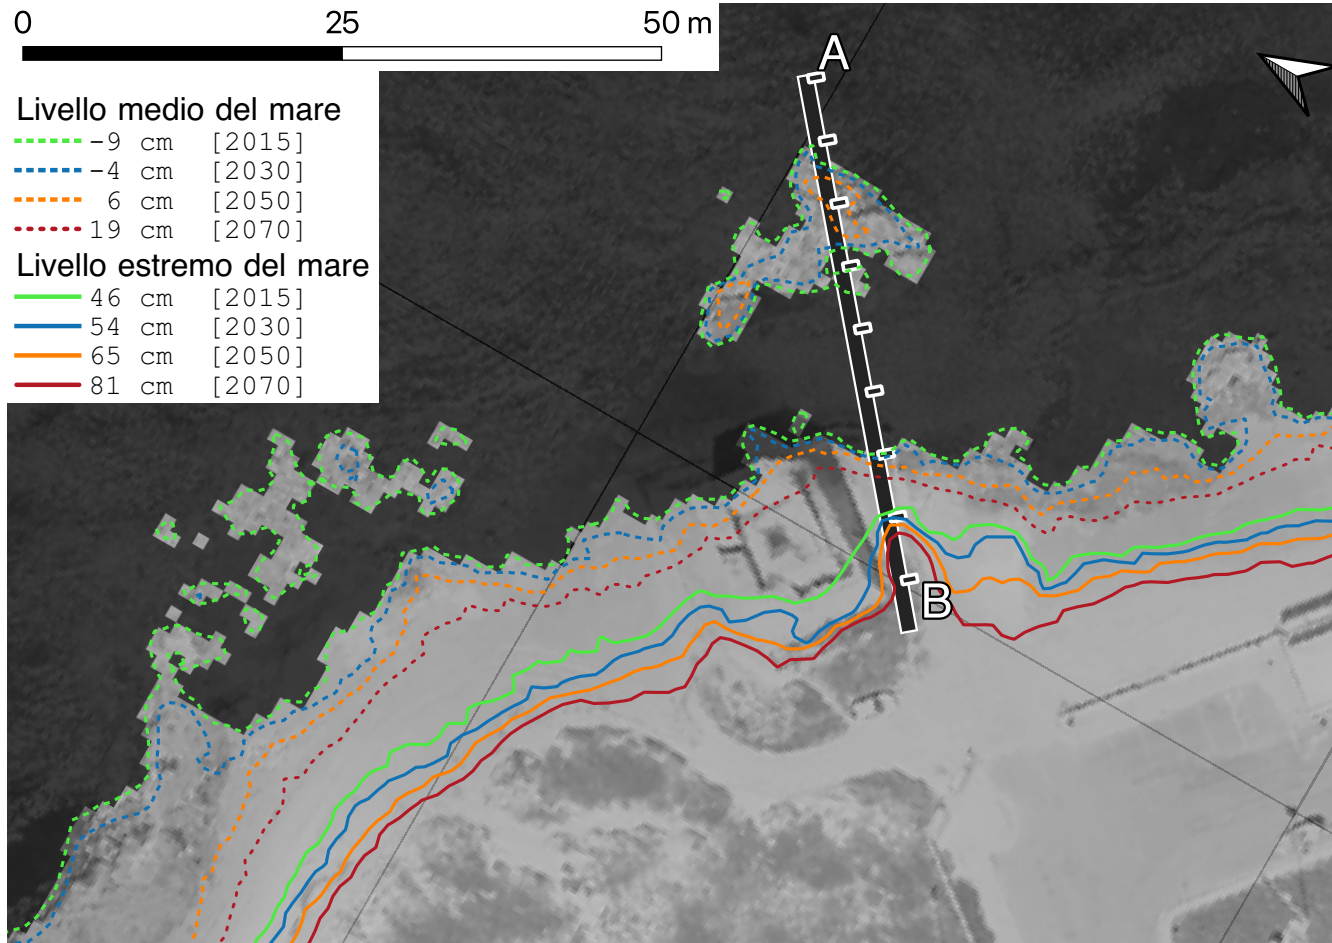 0 25 50 m
Livello medio del mare
-9 cm [2015]
-4 cm [2030]
6 cm [2050]
19 cm [2070]
Livello estremo del mare
46 cm [2015]
54 cm [2030]
65 cm [2050]
81 cm [2070]
A
B